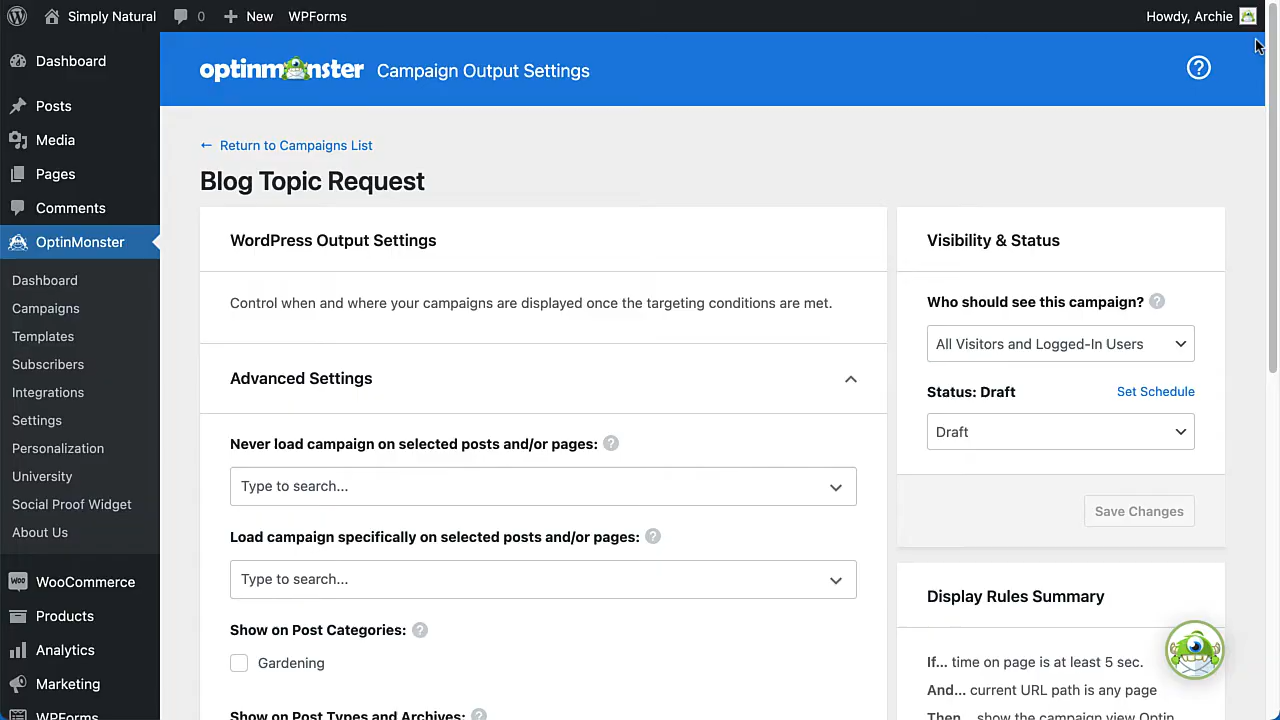 Simply Natural
0
New
WPForms
Howdy, Archie
Dashboard
Posts
Media
Pages
Comments
OptinMonster
Dashboard
Campaigns
Templates
Subscribers
Integrations
Settings
Personalization
University
Social Proof Widget
About Us
WooCommerce
Products
Analytics
Marketing
WPForms
optinmonster Campaign Output Settings
?
← Return to Campaigns List
Blog Topic Request
WordPress Output Settings
Control when and where your campaigns are displayed once the targeting conditions are met.
Advanced Settings
Never load campaign on selected posts and/or pages: ?
Type to search...
Load campaign specifically on selected posts and/or pages: ?
Type to search...
Show on Post Categories: ?
Gardening
Show on Post Types and Archives: ?
Visibility & Status
Who should see this campaign? ?
All Visitors and Logged-In Users
Status: Draft
Set Schedule
Draft
Save Changes
Display Rules Summary
If... time on page is at least 5 sec.
And... current URL path is any page
Then... show the campaign view Optin